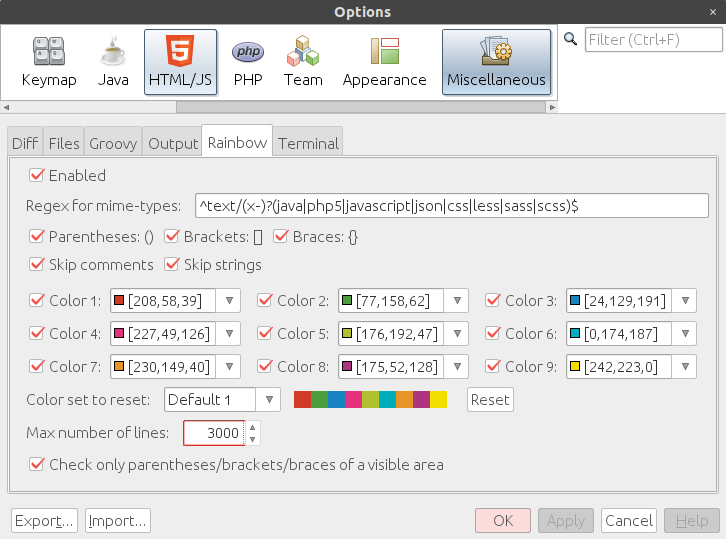 Options
Keymap Java HTML/JS PHP Team Appearance Miscellaneous
Filter (Ctrl+F)
Diff Files Groovy Output Rainbow Terminal
Enabled
Regex for mime-types: ^text/(x-)?(java|php5|javascript|json|css|less|sass|scss)$
Parentheses: () Brackets: [] Braces: {}
Skip comments Skip strings
Color 1: [208,58,39] Color 2: [77,158,62] Color 3: [24,129,191]
Color 4: [227,49,126] Color 5: [176,192,47] Color 6: [0,174,187]
Color 7: [230,149,40] Color 8: [175,52,128] Color 9: [242,223,0]
Color set to reset: Default 1 Reset
Max number of lines: 3000
Check only parentheses/brackets/braces of a visible area
Export... Import... OK Apply Cancel Help